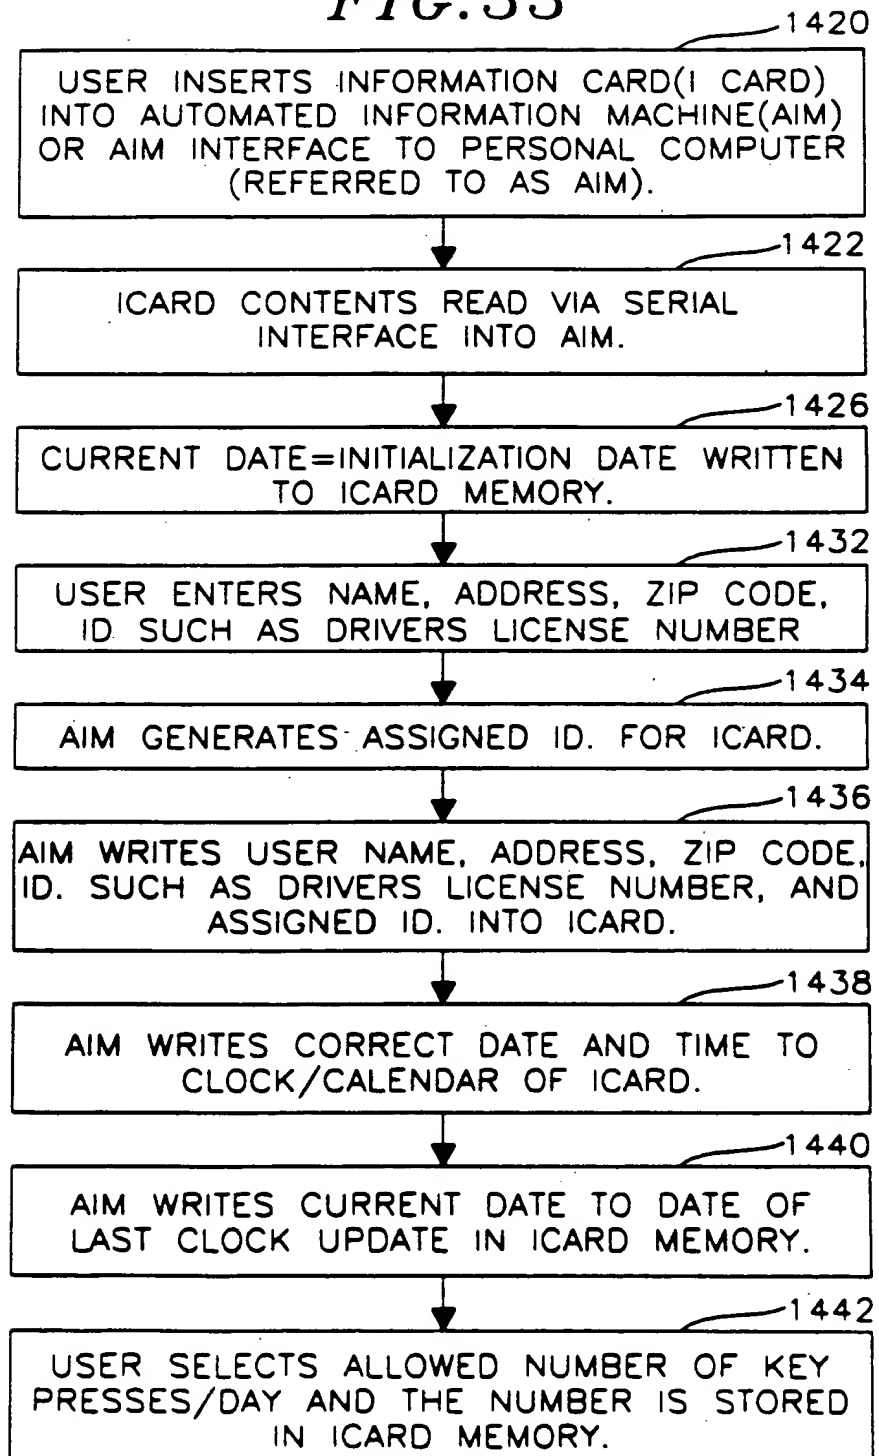 FIG.33
1420
USER INSERTS INFORMATION CARD(I CARD)
INTO AUTOMATED INFORMATION MACHINE(AIM)
OR AIM INTERFACE TO PERSONAL COMPUTER
(REFERRED TO AS AIM).
1422
ICARD CONTENTS READ VIA SERIAL
INTERFACE INTO AIM.
1426
CURRENT DATE=INITIALIZATION DATE WRITTEN
TO ICARD MEMORY.
1432
USER ENTERS NAME, ADDRESS, ZIP CODE,
ID SUCH AS DRIVERS LICENSE NUMBER
1434
AIM GENERATES ASSIGNED ID. FOR ICARD.
1436
AIM WRITES USER NAME, ADDRESS, ZIP CODE,
ID. SUCH AS DRIVERS LICENSE NUMBER, AND
ASSIGNED ID. INTO ICARD.
1438
AIM WRITES CORRECT DATE AND TIME TO
CLOCK/CALENDAR OF ICARD.
1440
AIM WRITES CURRENT DATE TO DATE OF
LAST CLOCK UPDATE IN ICARD MEMORY.
1442
USER SELECTS ALLOWED NUMBER OF KEY
PRESSES/DAY AND THE NUMBER IS STORED
IN ICARD MEMORY.